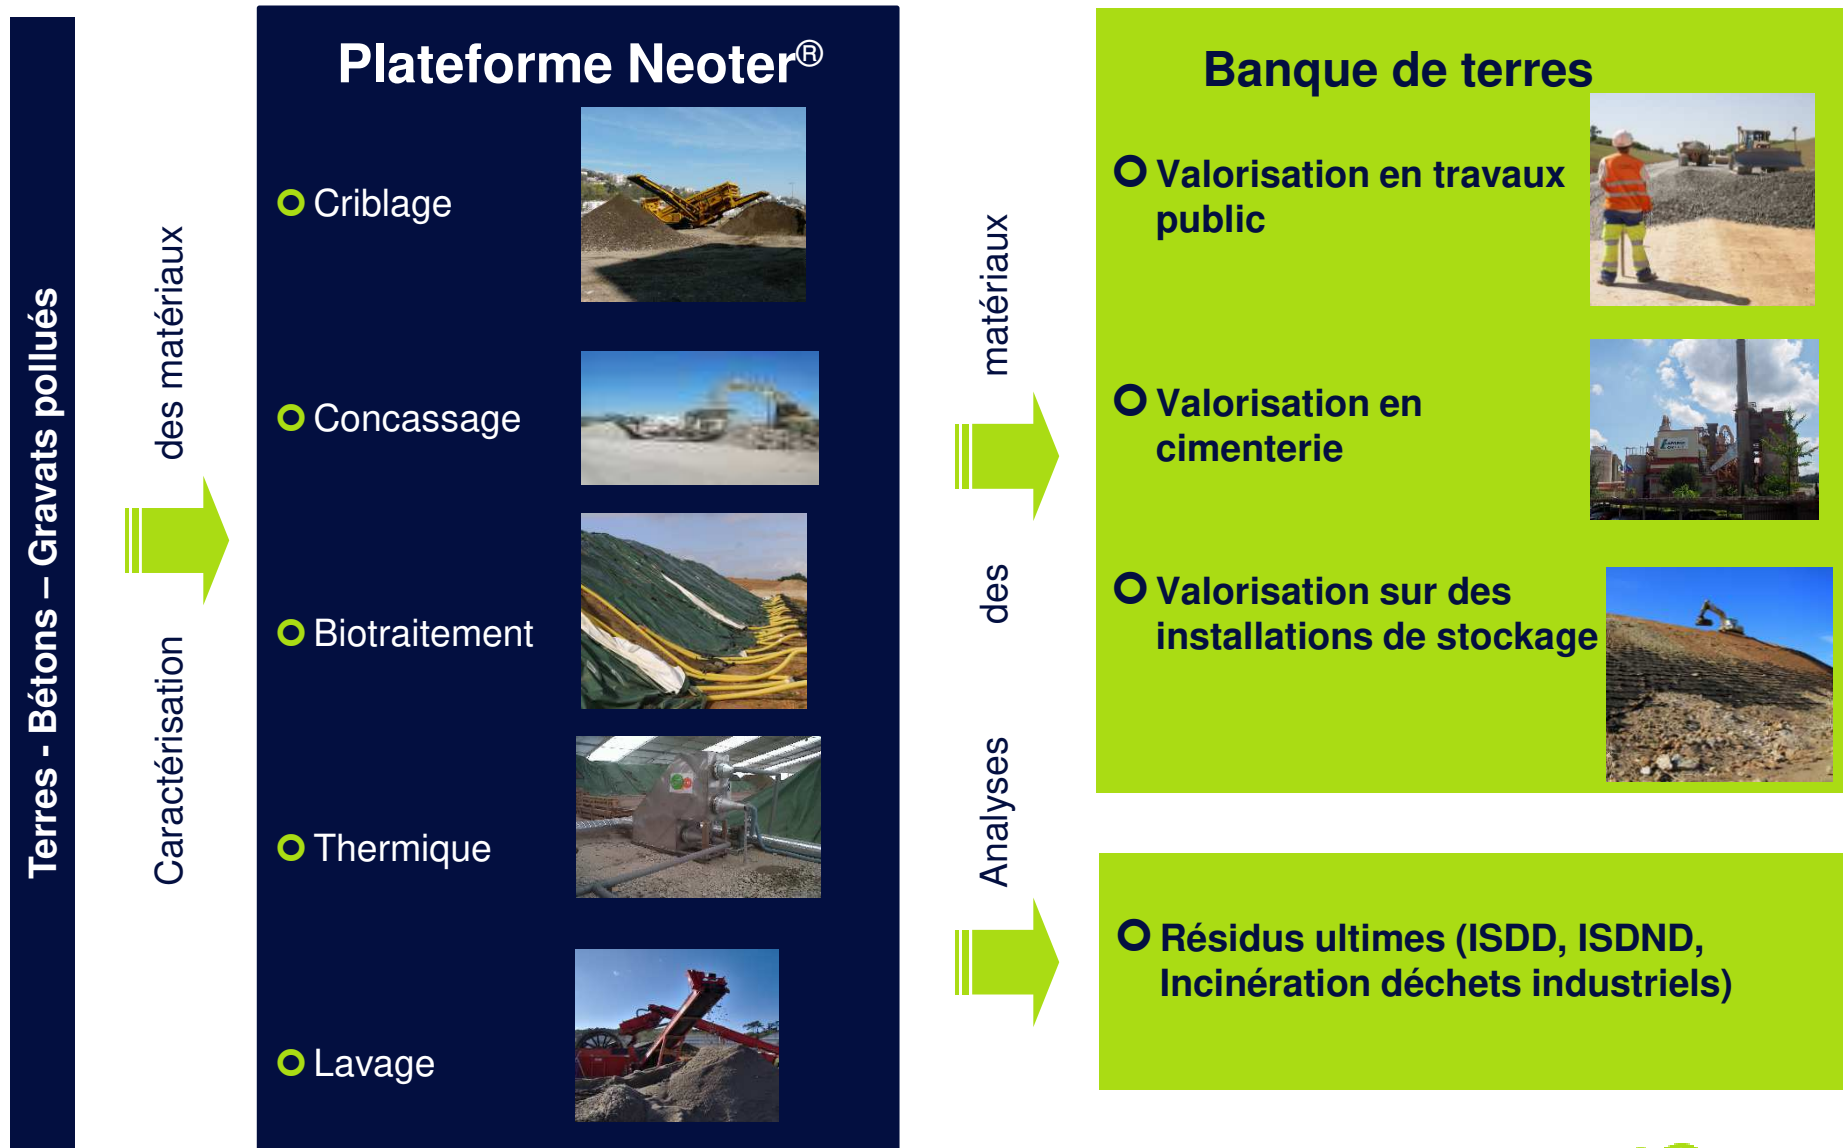 Terres - Bétons – Gravats pollués
Caractérisation des matériaux
Plateforme Neoter®
Criblage
Concassage
Biotraitement
Thermique
Lavage
Analyses des matériaux
Banque de terres
Valorisation en travaux
public
Valorisation en
cimenterie
Valorisation sur des
installations de stockage
Résidus ultimes (ISDD, ISDND,
Incinération déchets industriels)